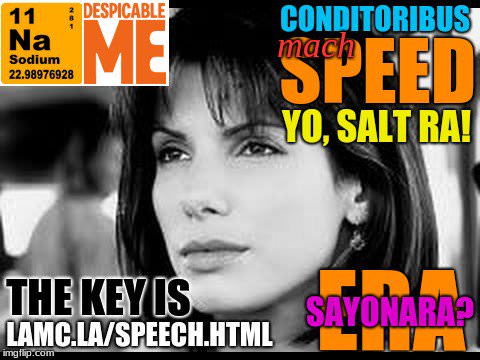 11
2
8
1
Na
Sodium
22.98976928
DESPICABLE
ME
CONDITORIBUS
mach
SPEED
YO, SALT RA!
THE KEY IS
LAMC.LA/SPEECH.HTML
ERA
SAYONARA?
imgflip.com